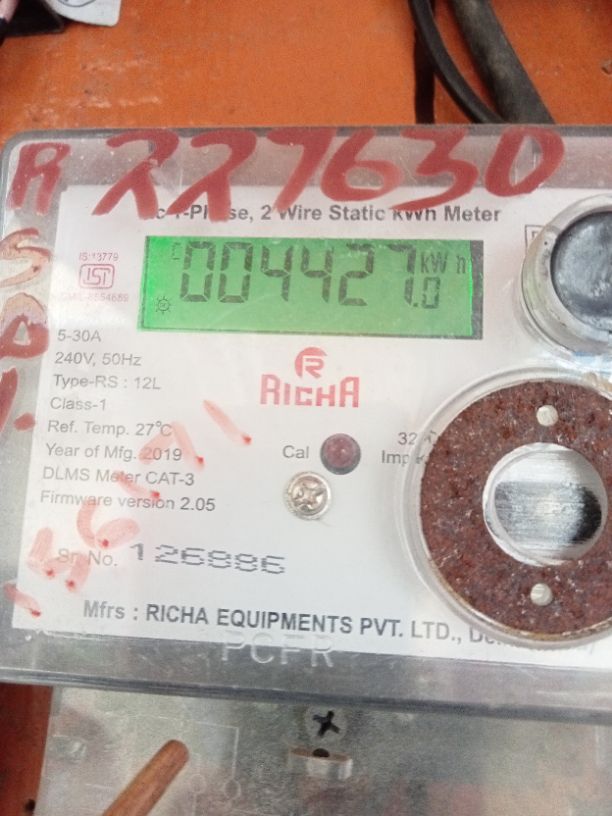 R 227630
Ac 1-Phase, 2 Wire Static kWh Meter
IS:13779
ISI
004427.0 kWh
5-30A
240V, 50Hz
Type-RS : 12L
Class-1
Ref. Temp. 27°C
Year of Mfg. 2019
DLMS Meter CAT-3
Firmware version 2.05
R
RICHA
Cal
Sr. No. 126886
Mfrs : RICHA EQUIPMENTS PVT. LTD.,